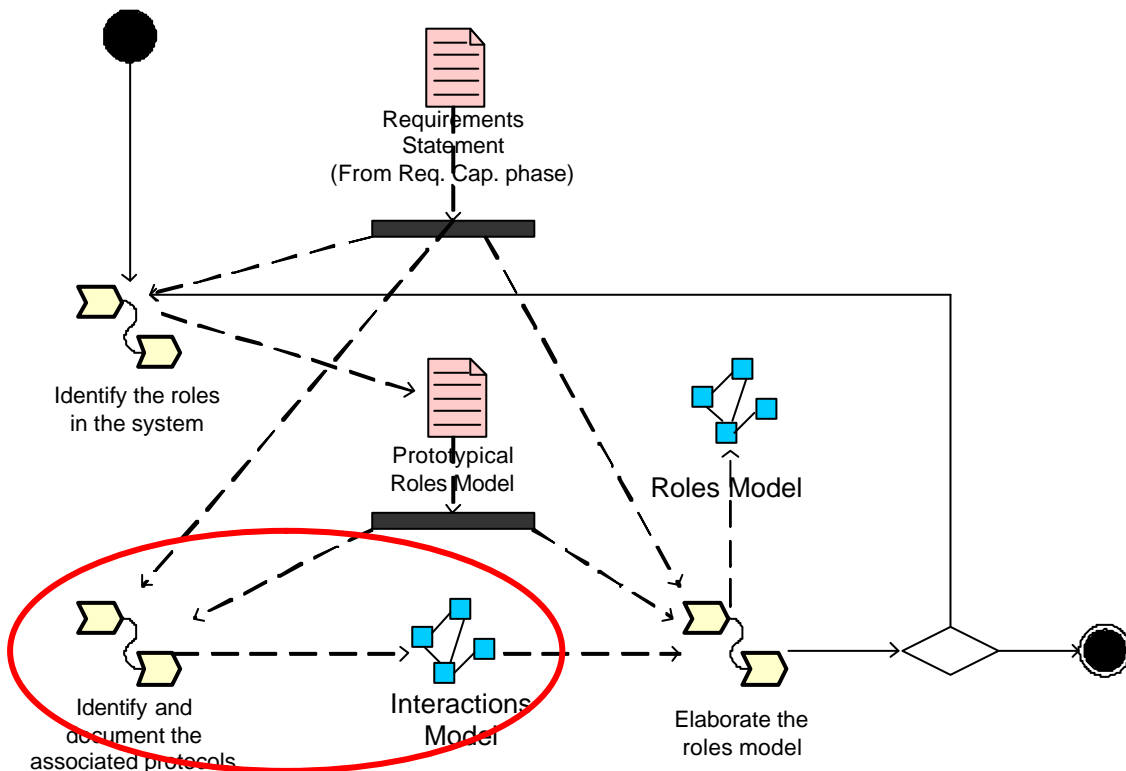 Requirements
Statement
(From Req. Cap. phase)
Identify the roles
in the system
Prototypical
Roles Model
Roles Model
Identify and
document the
associated protocols
Interactions
Model
Elaborate the
roles model